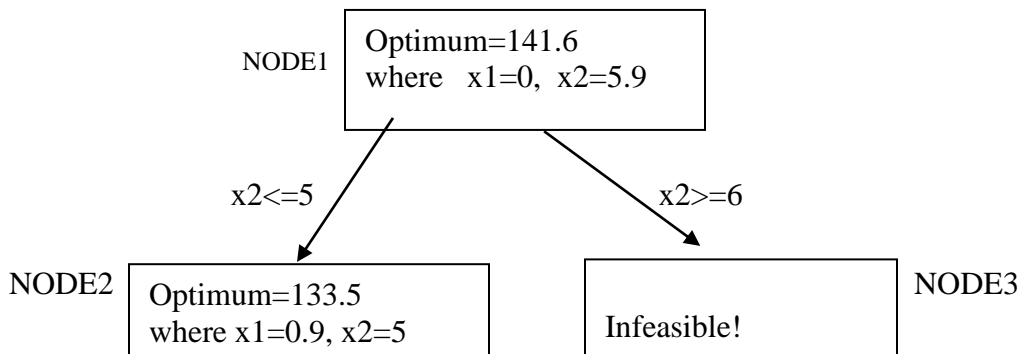 NODE1
Optimum=141.6
where x1=0, x2=5.9
x2<=5
x2>=6
NODE2
Optimum=133.5
where x1=0.9, x2=5
Infeasible!
NODE3